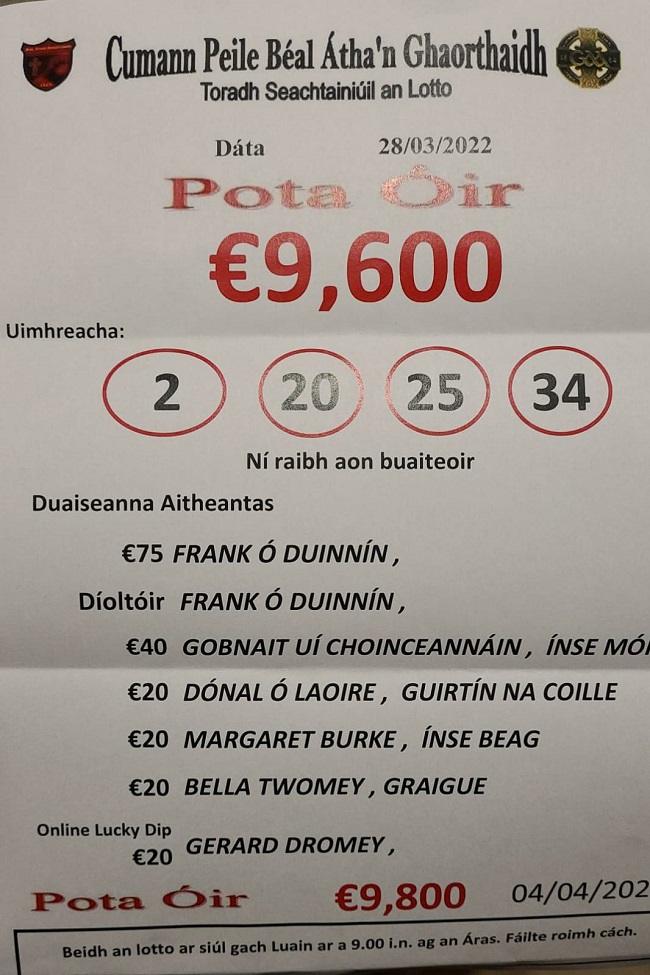 Cumann Peile Béal Átha'n Ghaorthaidh
Toradh Seachtainiúil an Lotto
Dáta 28/03/2022
Pota Óir
€9,600
Uimhreacha:
2 20 25 34
Ní raibh aon buaiteoir
Duaiseanna Aitheantas
€75 FRANK Ó DUINNÍN ,
Díoltóir FRANK Ó DUINNÍN ,
€40 GOBNAIT UÍ CHOINCEANNÁIN , ÍNSE
€20 DÓNAL Ó LAOIRE , GUIRTÍN NA COILLE
€20 MARGARET BURKE , ÍNSE BEAG
€20 BELLA TWOMEY , GRAIGUE
Online Lucky Dip
€20 GERARD DROMEY ,
Pota Óir €9,800 04/04/202
Beidh an lotto ar siúl gach Luain ar a 9.00 i.n. ag an Áras. Fáilte roimh cách.